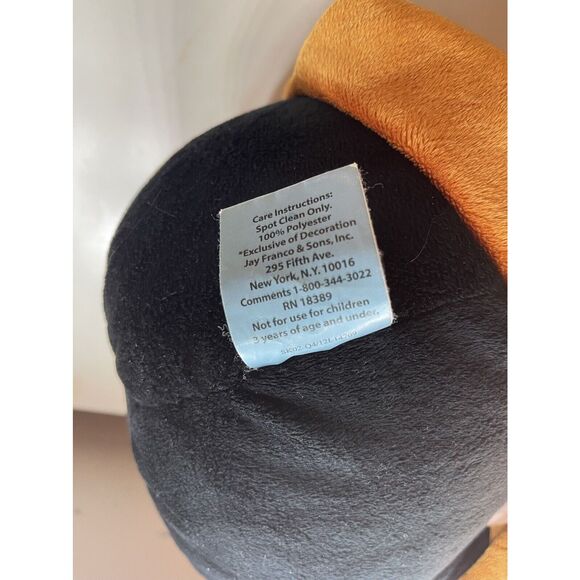 Care Instructions:
Spot Clean Only.
100% Polyester
*Exclusive of Decoration
Jay Franco & Sons, Inc.
295 Fifth Ave.
New York, N.Y. 10016
Comments 1-800-344-3022
RN 18389
Not for use for children
3 years of age and under.